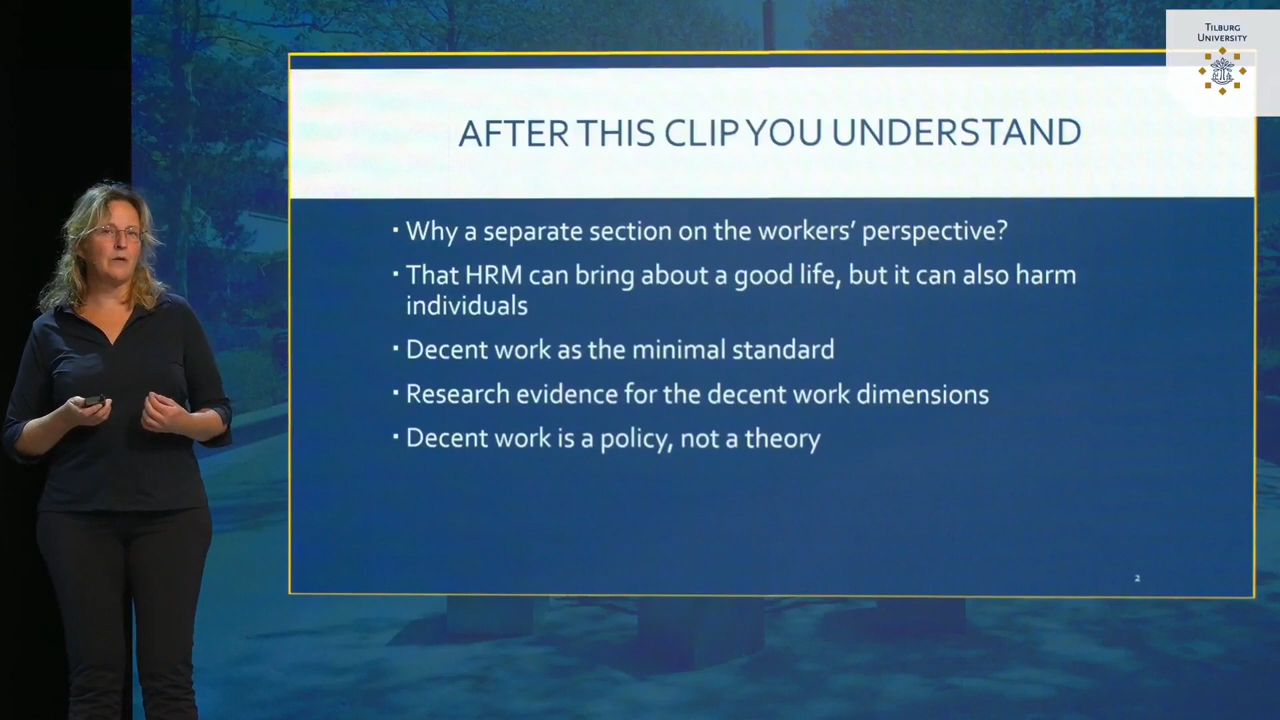 TILBURG
UNIVERSITY
AFTER THIS CLIP YOU UNDERSTAND
▪ Why a separate section on the workers’ perspective?
▪ That HRM can bring about a good life, but it can also harm
individuals
▪ Decent work as the minimal standard
▪ Research evidence for the decent work dimensions
▪ Decent work is a policy, not a theory
2